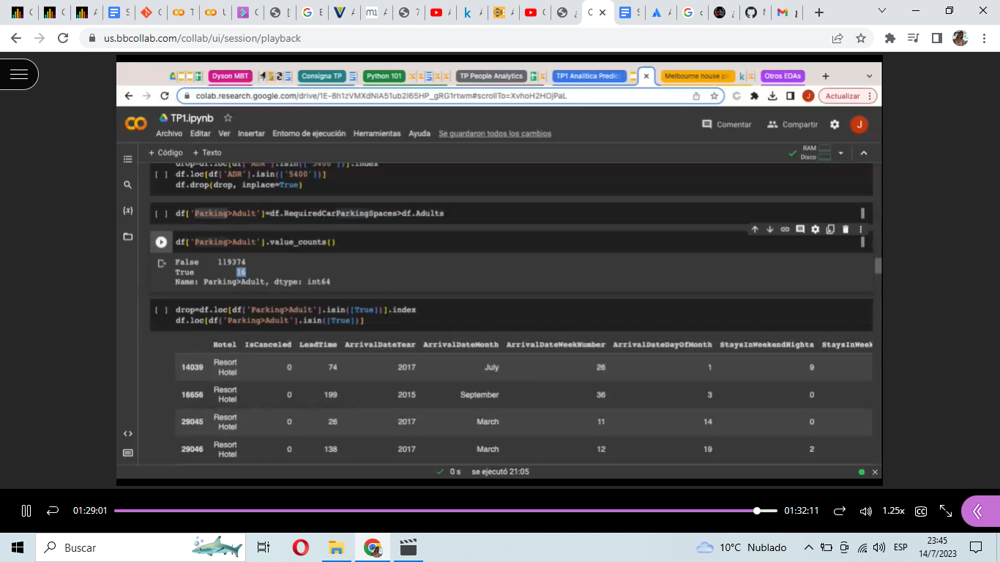 us.bbcollab.com/collab/ui/session/playback
Dyson MBT
Consigna TP
Python 101
TP People Analytics
TP1 Analítica Predic
Melbourne house p
Otros EDAs
colab.research.google.com/drive/1E-8h1zVMXdNIA51ub2l65HP_gRG1rtwm#scrollTo=XvhoH2HOjPaL
J
Actualizar
TP1.ipynb
Comentar
Compartir
J
Archivo Editar Ver Insertar Entorno de ejecución Herramientas Ayuda Se guardaron todos los cambios
+ Código + Texto
RAM
Disco
drop=df.loc[df['ADR'].isin(['5400'])].index
[ ] df.loc[df['ADR'].isin(['5400'])]
df.drop(drop, inplace=True)
[ ] df['Parking>Adult']=df.RequiredCarParkingSpaces>df.Adults
df['Parking>Adult'].value_counts()
False 119374
True 16
Name: Parking>Adult, dtype: int64
[ ] drop=df.loc[df['Parking>Adult'].isin([True])].index
df.loc[df['Parking>Adult'].isin([True])]
Hotel IsCanceled LeadTime ArrivalDateYear ArrivalDateMonth ArrivalDateWeekNumber ArrivalDateDayOfMonth StaysInWeekendNights StaysInWeek
14039 Resort Hotel 0 74 2017 July 26 1 9
16656 Resort Hotel 0 199 2015 September 36 3 0
29045 Resort Hotel 0 26 2017 March 11 14 0
29046 Resort Hotel 0 138 2017 March 12 19 2
0 s se ejecutó 21:05
01:29:01
01:32:11
1.25x
Buscar
10°C Nublado
ESP
23:45
14/7/2023